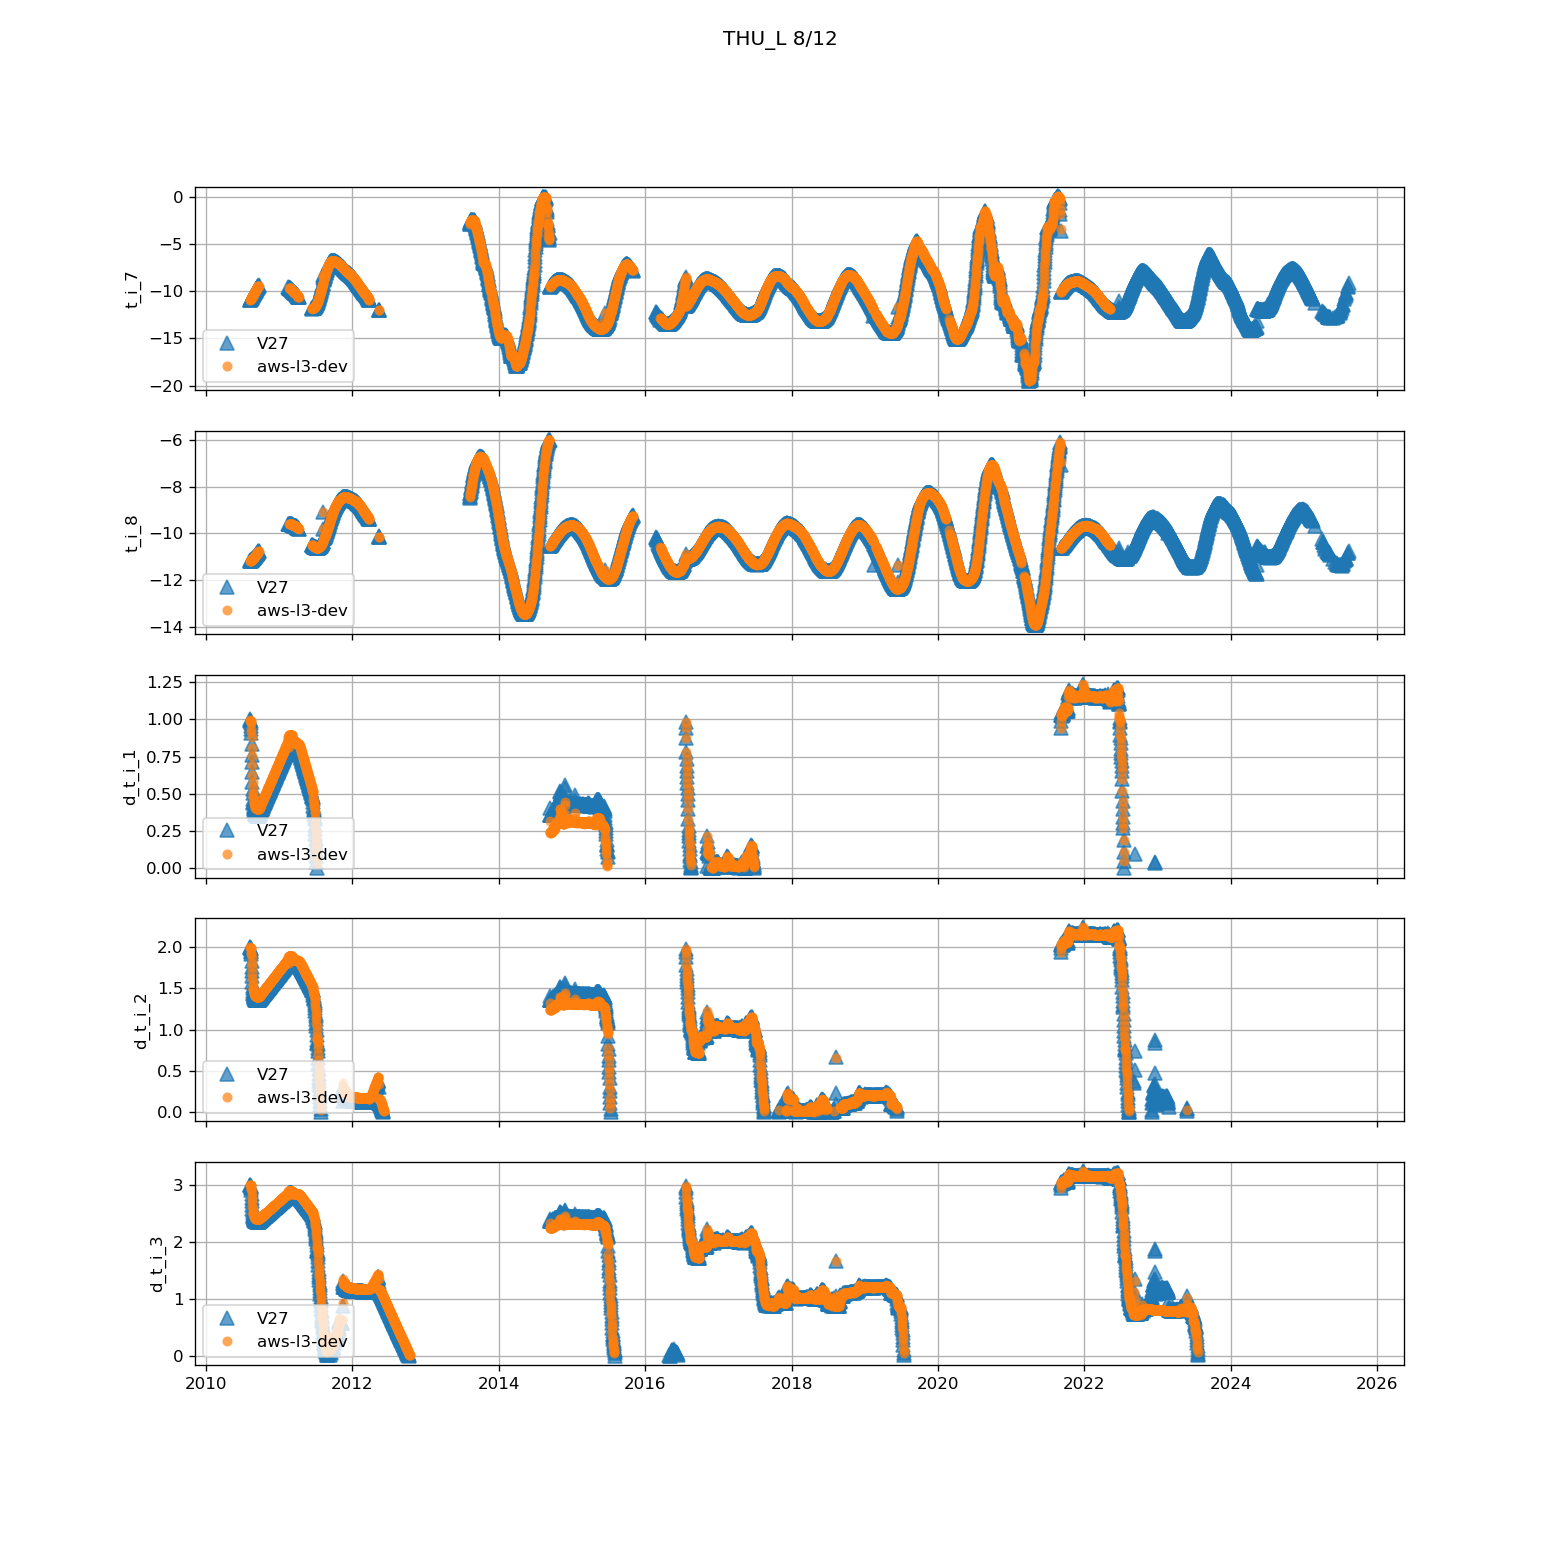 THU_L 8/12
t_i_7
0
−5
−10
−15
−20
V27
aws-l3-dev
t_i_8
−6
−8
−10
−12
−14
V27
aws-l3-dev
d_t_i_1
1.25
1.00
0.75
0.50
0.25
0.00
V27
aws-l3-dev
d_t_i_2
2.0
1.5
1.0
0.5
0.0
V27
aws-l3-dev
d_t_i_3
3
2
1
0
V27
aws-l3-dev
2010 2012 2014 2016 2018 2020 2022 2024 2026